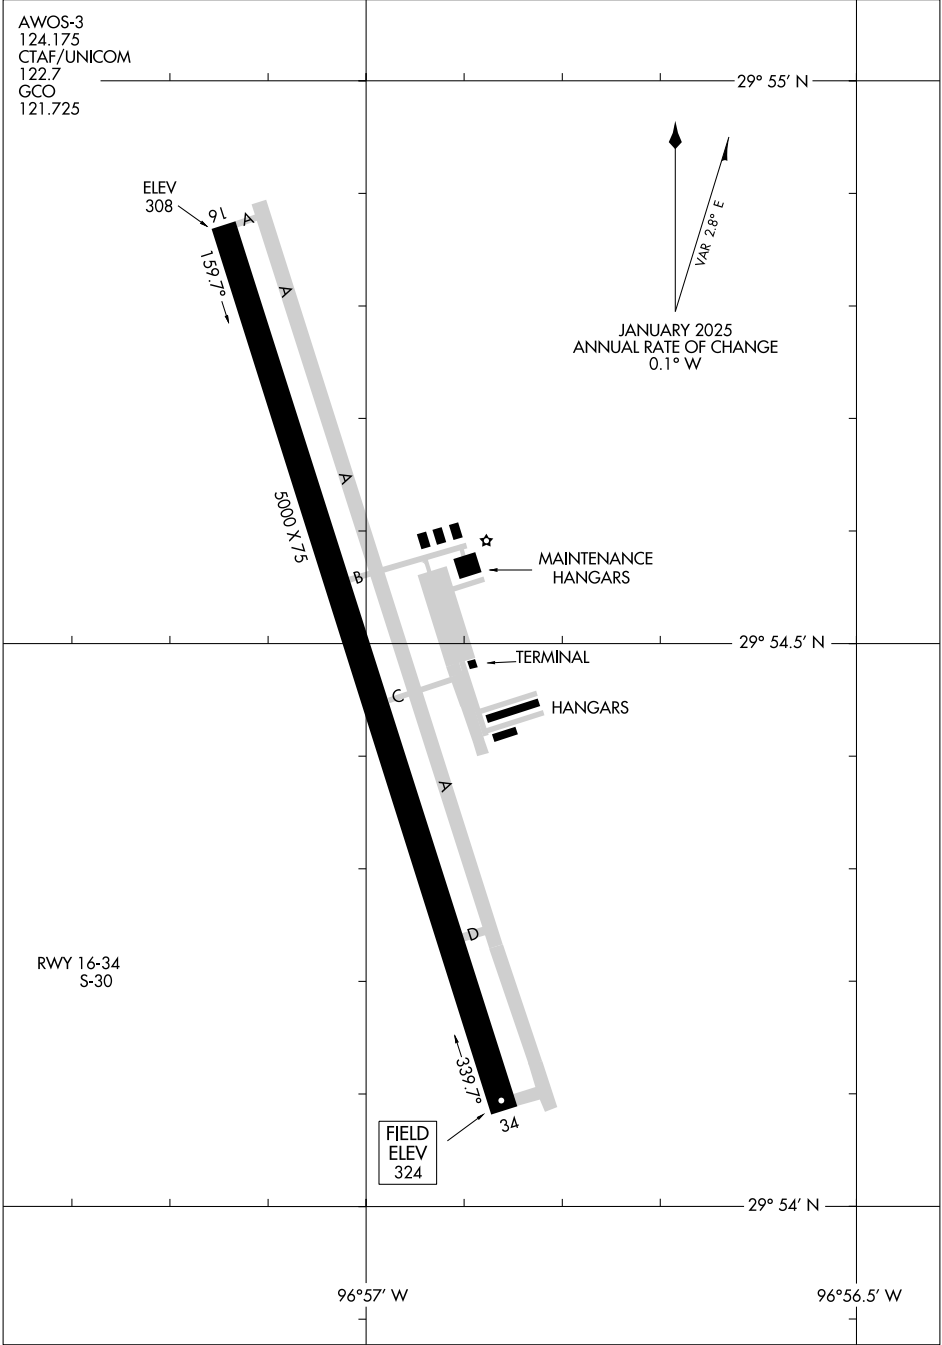 AWOS-3
124.175
CTAF/UNICOM
122.7
GCO
121.725
29° 55' N
ELEV
308
16
A
159.7°
A
VAR 2.8° E
JANUARY 2025
ANNUAL RATE OF CHANGE
0.1° W
A
5000 X 75
MAINTENANCE
HANGARS
B
29° 54.5' N
TERMINAL
C
HANGARS
A
D
RWY 16-34
S-30
339.7°
34
FIELD
ELEV
324
29° 54' N
96°57' W
96°56.5' W